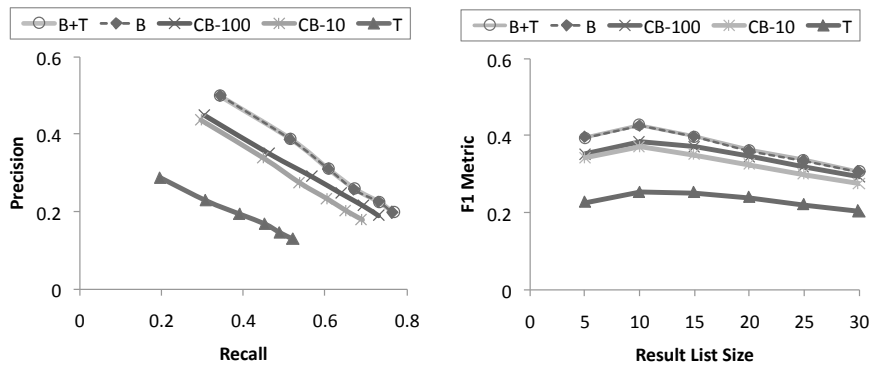 B+T B CB-100 CB-10 T
0.6
0.4
0.2
0
Precision
0 0.2 0.4 0.6 0.8
Recall
B+T B CB-100 CB-10 T
0.6
0.4
0.2
0.0
F1 Metric
0 5 10 15 20 25 30
Result List Size